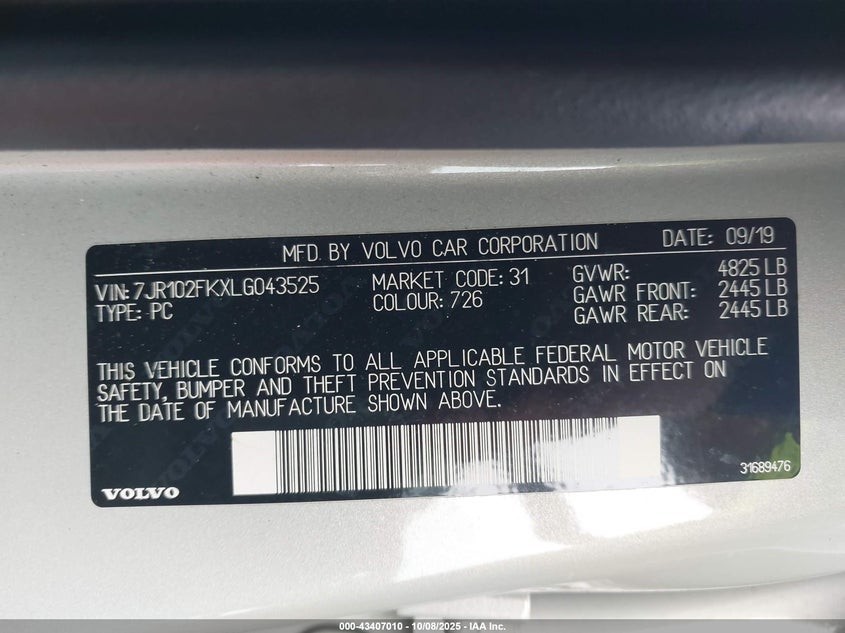 MFD. BY VOLVO CAR CORPORATION DATE: 09/19
VIN: 7JR102FKXLG043525 MARKET CODE: 31 GVWR: 4825 LB
TYPE: PC COLOUR: 726 GAWR FRONT: 2445 LB
GAWR REAR: 2445 LB
THIS VEHICLE CONFORMS TO ALL APPLICABLE FEDERAL MOTOR VEHICLE
SAFETY, BUMPER AND THEFT PREVENTION STANDARDS IN EFFECT ON
THE DATE OF MANUFACTURE SHOWN ABOVE.
VOLVO 31689476
000-43407010 - 10/08/2025 - IAA Inc.